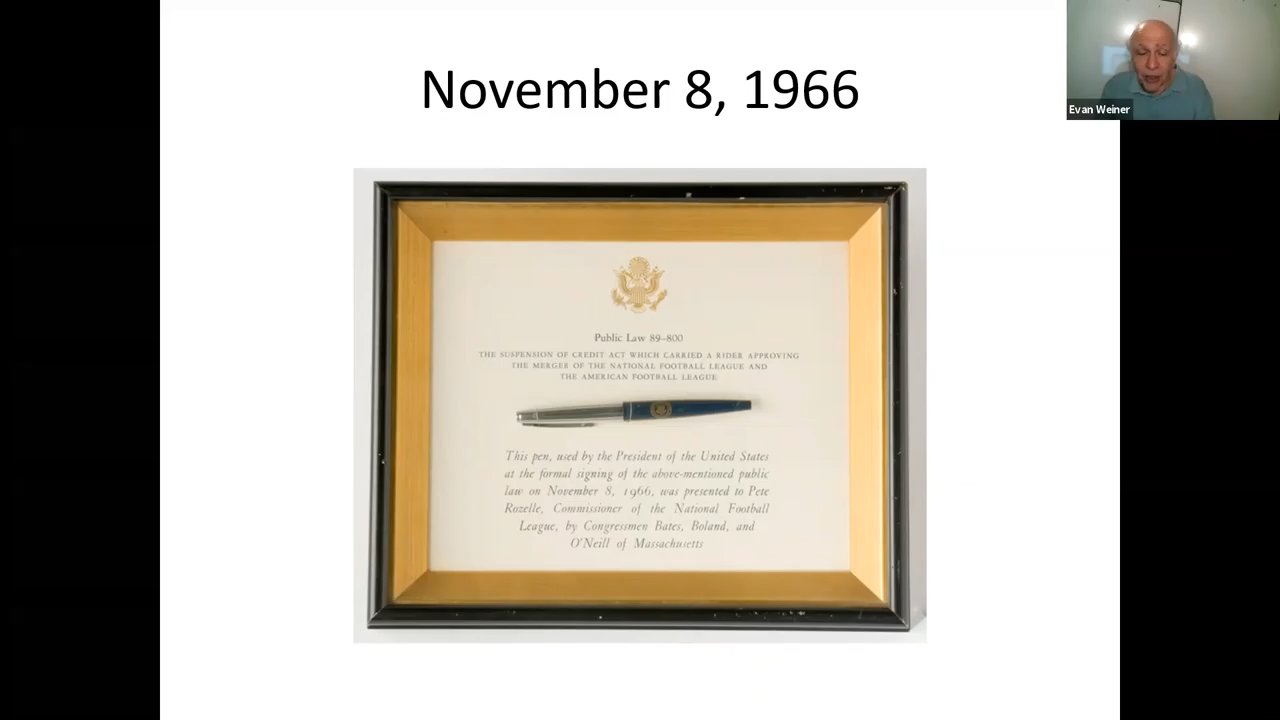 November 8, 1966
Evan Weiner
Public Law 89-800
THE SUSPENSION OF CREDIT ACT WHICH CARRIED A RIDER APPROVING
THE MERGER OF THE NATIONAL FOOTBALL LEAGUE AND
THE AMERICAN FOOTBALL LEAGUE
This pen, used by the President of the United States
at the formal signing of the above-mentioned public
law on November 8, 1966, was presented to Pete
Rozelle, Commissioner of the National Football
League, by Congressmen Bates, Boland, and
O'Neill of Massachusetts